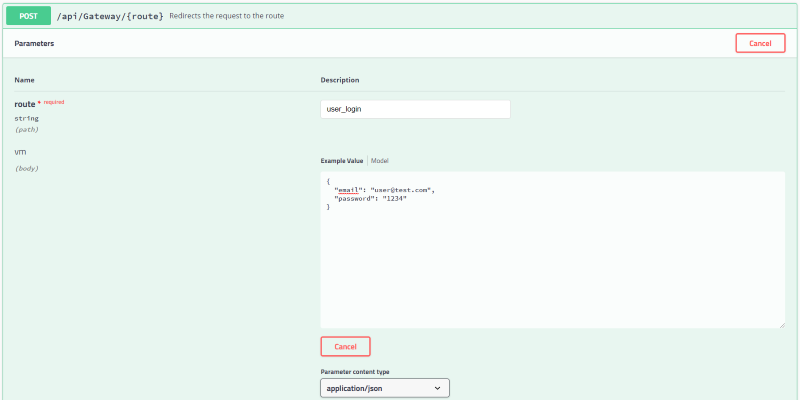 POST /api/Gateway/{route} Redirects the request to the route
Parameters Cancel
Name Description
route * required user_login
string
(path)
vm
(body)
Example Value Model
{
"email": "user@test.com",
"password": "1234"
}
Cancel
Parameter content type
application/json